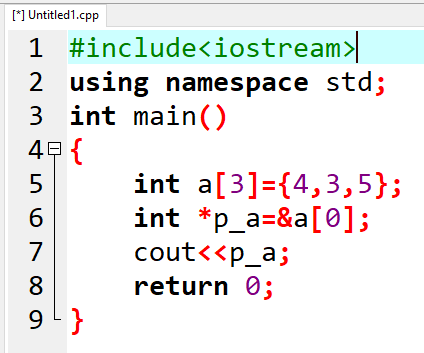 [*] Untitled1.cpp
1 #include<iostream>
2 using namespace std;
3 int main()
4 {
5 int a[3]={4,3,5};
6 int *p_a=&a[0];
7 cout<<p_a;
8 return 0;
9 }